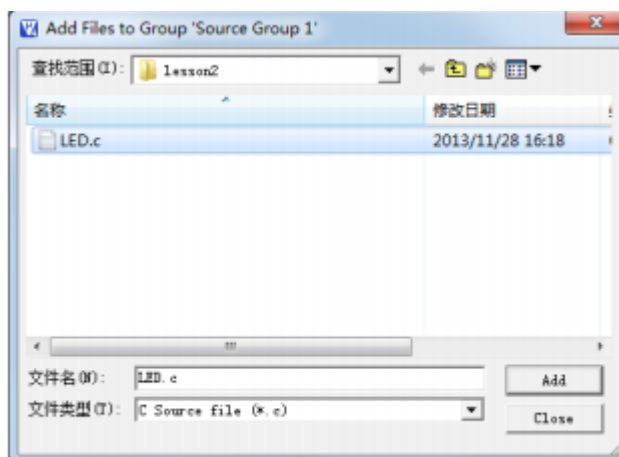 Add Files to Group 'Source Group 1'
查找范围(I): lesson2
名称 修改日期
LED.c 2013/11/28 16:18
文件名(N): LED.c Add
文件类型(T): C Source file (*.c) Close